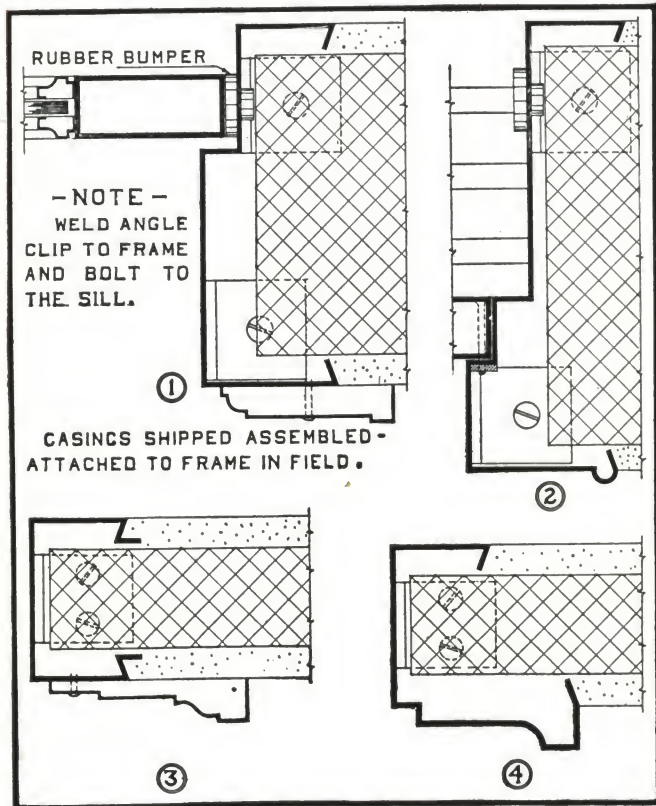 RUBBER BUMPER
-NOTE-
WELD ANGLE
CLIP TO FRAME
AND BOLT TO
THE SILL.
①
CASINGS SHIPPED ASSEMBLED-
ATTACHED TO FRAME IN FIELD.
②
③
④